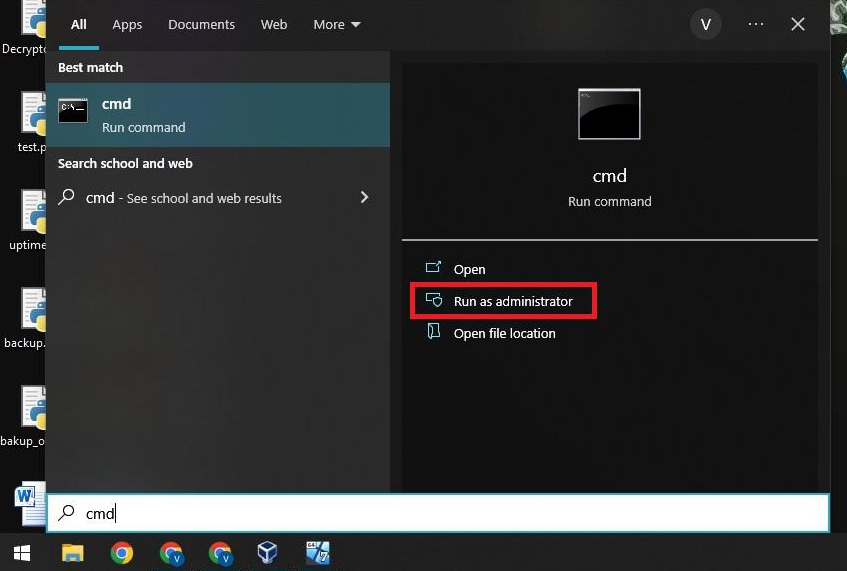 All Apps Documents Web More V ... 
Best match
cmd
Run command
Search school and web
cmd - See school and web results
cmd
Run command
Open
Run as administrator
Open file location
Decrypto
test.p
uptime
backup.
bakup_o
W
cmd
V
V
64